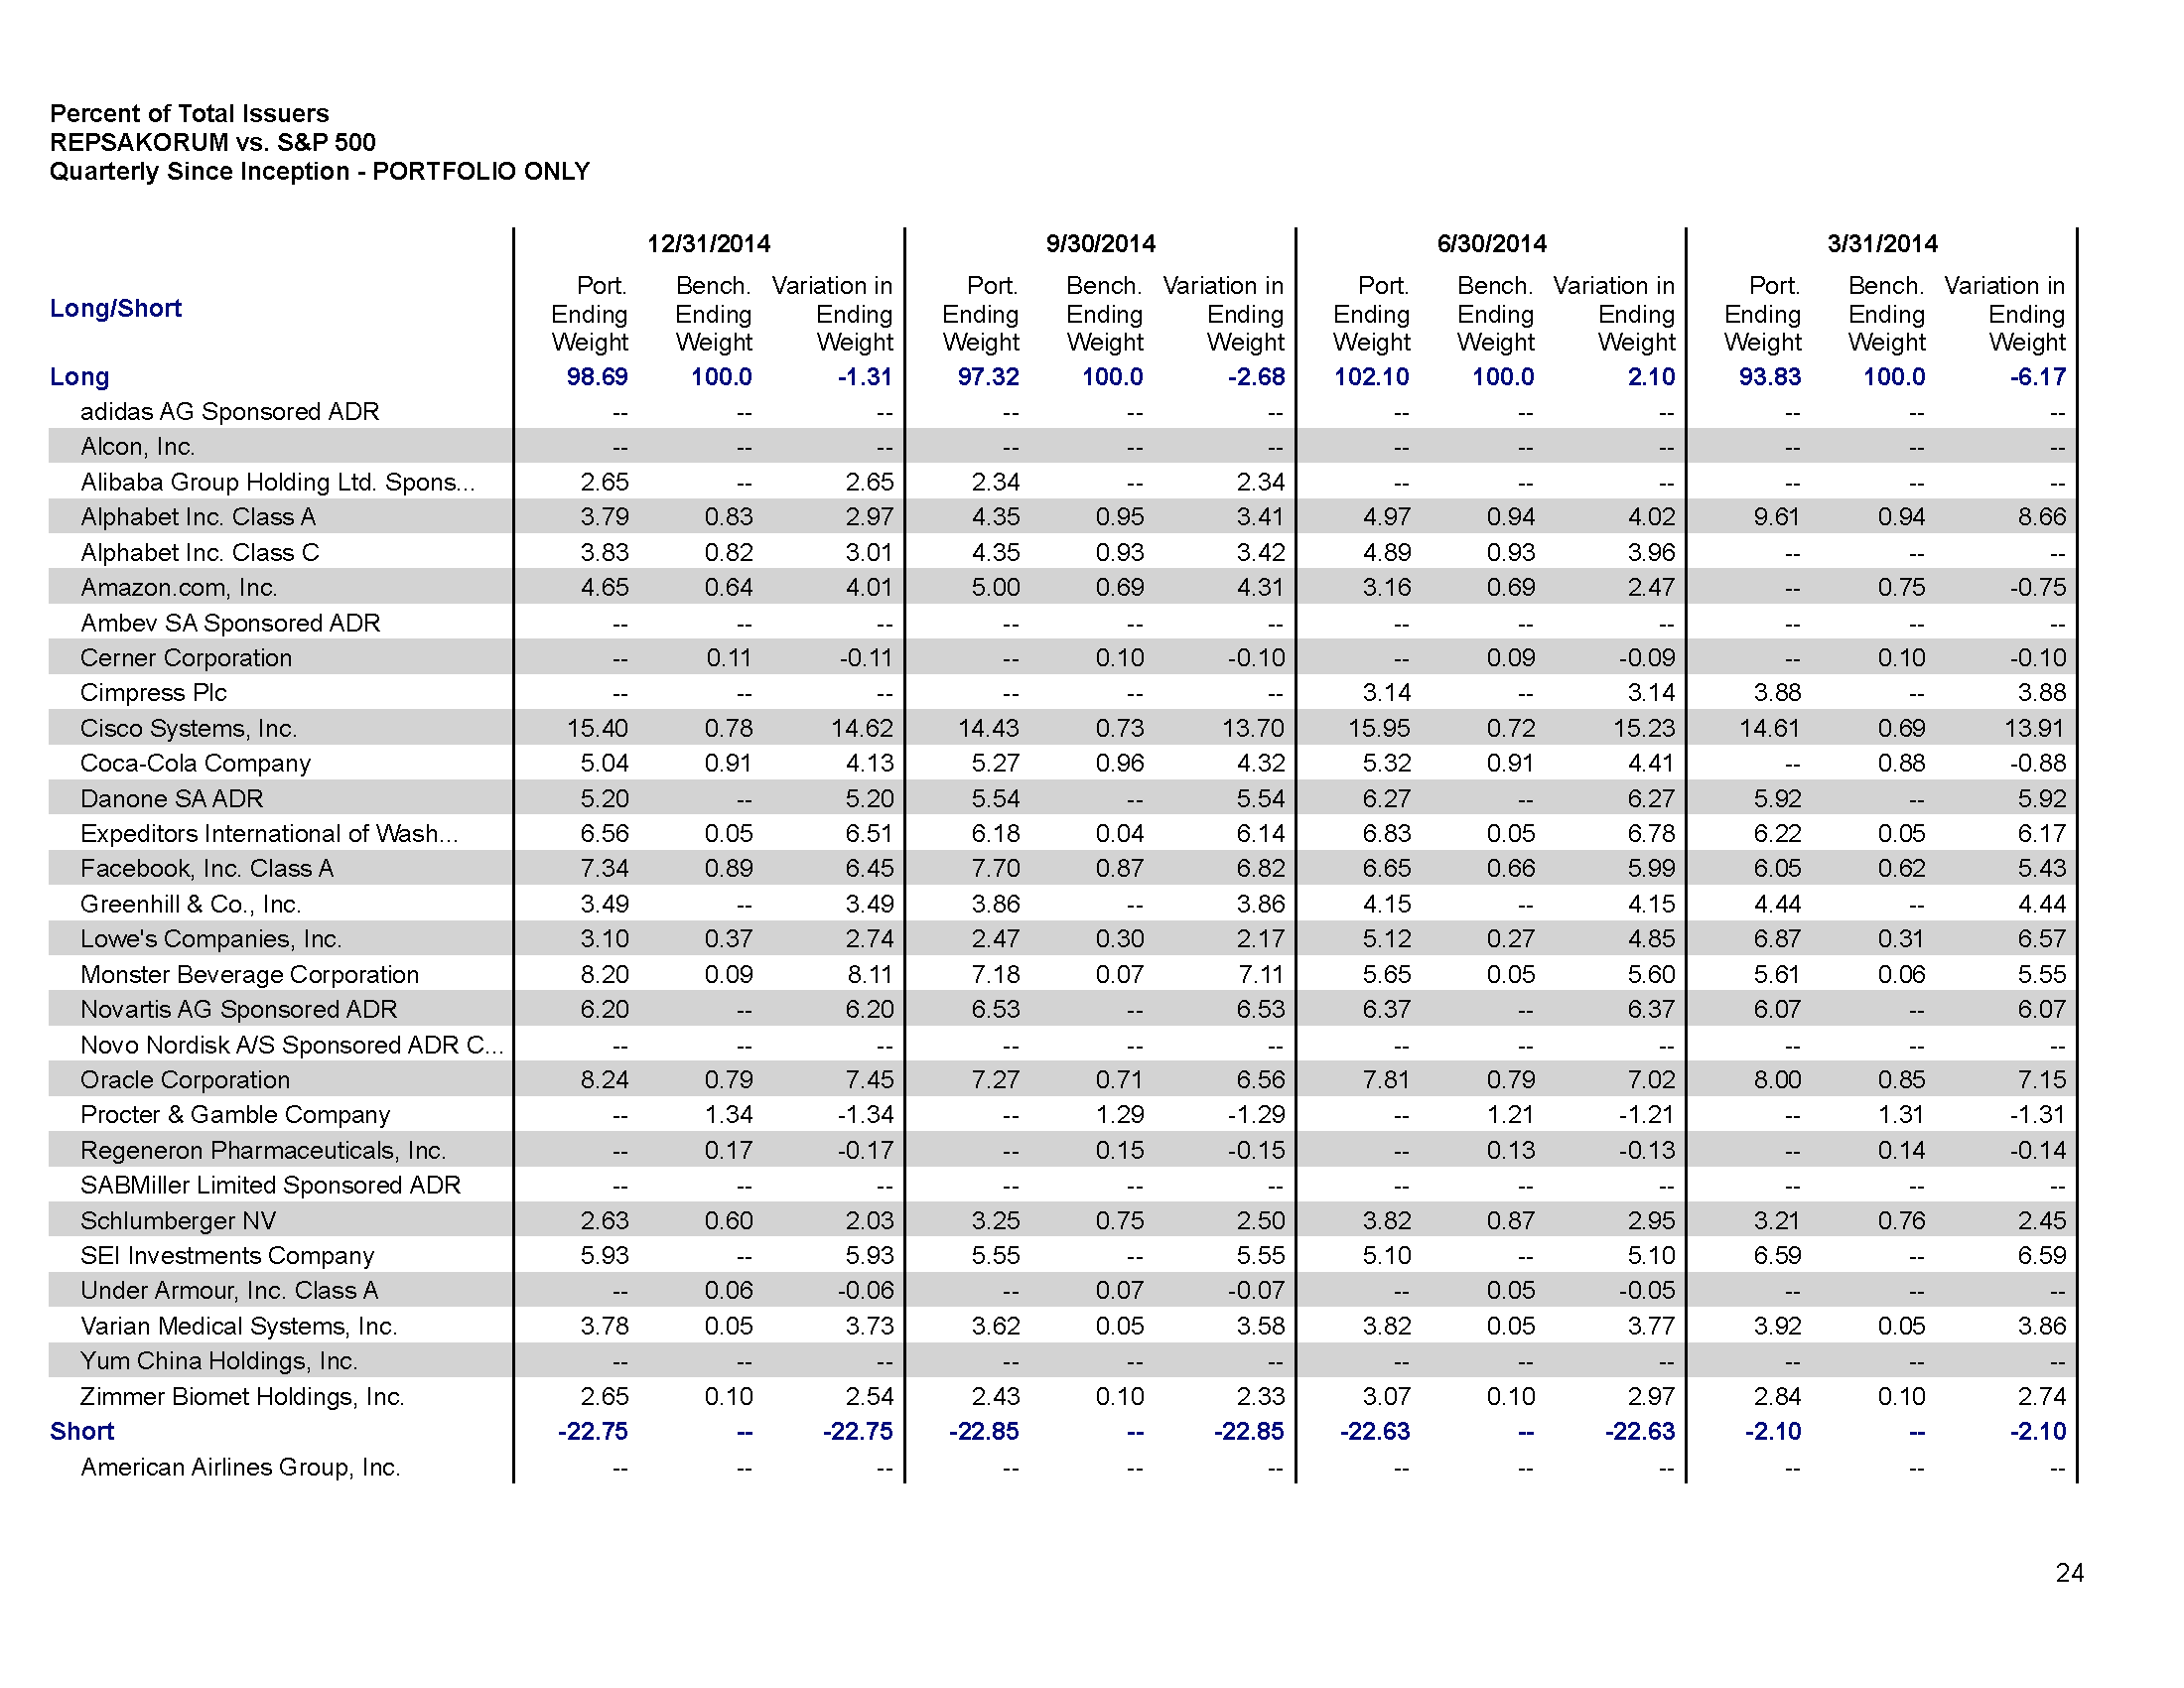 Percent of Total Issuers
REPSAKORUM vs. S&P 500
Quarterly Since Inception - PORTFOLIO ONLY
12/31/2014 9/30/2014 6/30/2014 3/31/2014
Long/Short
Port. Bench. Variation in Port. Bench. Variation in Port. Bench. Variation in Port. Bench. Variation in
Ending Ending Ending Ending Ending Ending Ending Ending Ending Ending Ending Ending
Weight Weight Weight Weight Weight Weight Weight Weight Weight Weight Weight Weight
Long 98.69 100.0 -1.31 97.32 100.0 -2.68 102.10 100.0 2.10 93.83 100.0 -6.17
adidas AG Sponsored ADR -- -- -- -- -- -- -- -- -- -- -- --
Alcon, Inc. -- -- -- -- -- -- -- -- -- -- -- --
Alibaba Group Holding Ltd. Spons... 2.65 -- 2.65 2.34 -- 2.34 -- -- -- -- -- --
Alphabet Inc. Class A 3.79 0.83 2.97 4.35 0.95 3.41 4.97 0.94 4.02 9.61 0.94 8.66
Alphabet Inc. Class C 3.83 0.82 3.01 4.35 0.93 3.42 4.89 0.93 3.96 -- -- --
Amazon.com, Inc. 4.65 0.64 4.01 5.00 0.69 4.31 3.16 0.69 2.47 -- 0.75 -0.75
Ambev SA Sponsored ADR -- -- -- -- -- -- -- -- -- -- -- --
Cerner Corporation -- 0.11 -0.11 -- 0.10 -0.10 -- 0.09 -0.09 -- 0.10 -0.10
Cimpress Plc -- -- -- -- -- -- 3.14 -- 3.14 3.88 -- 3.88
Cisco Systems, Inc. 15.40 0.78 14.62 14.43 0.73 13.70 15.95 0.72 15.23 14.61 0.69 13.91
Coca-Cola Company 5.04 0.91 4.13 5.27 0.96 4.32 5.32 0.91 4.41 -- 0.88 -0.88
Danone SA ADR 5.20 -- 5.20 5.54 -- 5.54 6.27 -- 6.27 5.92 -- 5.92
Expeditors International of Wash... 6.56 0.05 6.51 6.18 0.04 6.14 6.83 0.05 6.78 6.22 0.05 6.17
Facebook, Inc. Class A 7.34 0.89 6.45 7.70 0.87 6.82 6.65 0.66 5.99 6.05 0.62 5.43
Greenhill & Co., Inc. 3.49 -- 3.49 3.86 -- 3.86 4.15 -- 4.15 4.44 -- 4.44
Lowe's Companies, Inc. 3.10 0.37 2.74 2.47 0.30 2.17 5.12 0.27 4.85 6.87 0.31 6.57
Monster Beverage Corporation 8.20 0.09 8.11 7.18 0.07 7.11 5.65 0.05 5.60 5.61 0.06 5.55
Novartis AG Sponsored ADR 6.20 -- 6.20 6.53 -- 6.53 6.37 -- 6.37 6.07 -- 6.07
Novo Nordisk A/S Sponsored ADR C... -- -- -- -- -- -- -- -- -- -- -- --
Oracle Corporation 8.24 0.79 7.45 7.27 0.71 6.56 7.81 0.79 7.02 8.00 0.85 7.15
Procter & Gamble Company -- 1.34 -1.34 -- 1.29 -1.29 -- 1.21 -1.21 -- 1.31 -1.31
Regeneron Pharmaceuticals, Inc. -- 0.17 -0.17 -- 0.15 -0.15 -- 0.13 -0.13 -- 0.14 -0.14
SABMiller Limited Sponsored ADR -- -- -- -- -- -- -- -- -- -- -- --
Schlumberger NV 2.63 0.60 2.03 3.25 0.75 2.50 3.82 0.87 2.95 3.21 0.76 2.45
SEI Investments Company 5.93 -- 5.93 5.55 -- 5.55 5.10 -- 5.10 6.59 -- 6.59
Under Armour, Inc. Class A -- 0.06 -0.06 -- 0.07 -0.07 -- 0.05 -0.05 -- -- --
Varian Medical Systems, Inc. 3.78 0.05 3.73 3.62 0.05 3.58 3.82 0.05 3.77 3.92 0.05 3.86
Yum China Holdings, Inc. -- -- -- -- -- -- -- -- -- -- -- --
Zimmer Biomet Holdings, Inc. 2.65 0.10 2.54 2.43 0.10 2.33 3.07 0.10 2.97 2.84 0.10 2.74
Short -22.75 -- -22.75 -22.85 -- -22.85 -22.63 -- -22.63 -2.10 -- -2.10
American Airlines Group, Inc. -- -- -- -- -- -- -- -- -- -- -- --
24